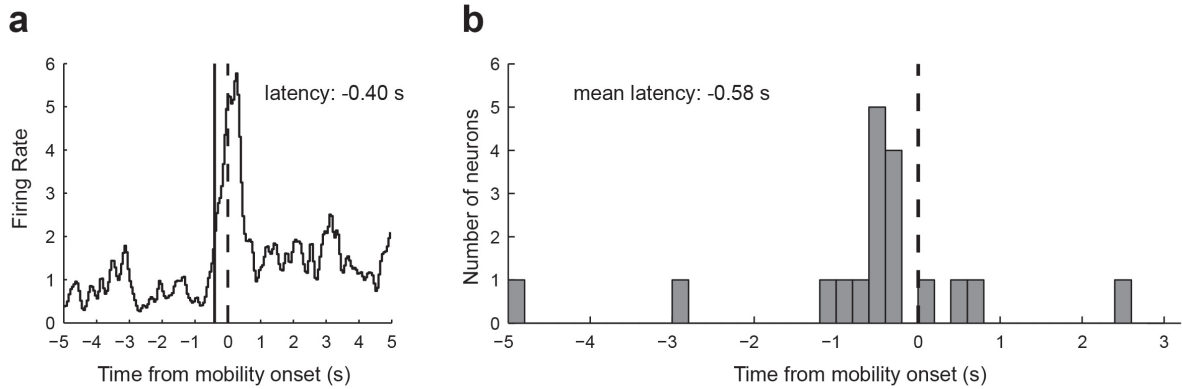 a
6
5
4
3
2
1
0
Firing Rate
latency: -0.40 s
−5 −4 −3 −2 −1 0 1 2 3 4 5
Time from mobility onset (s)
b
6
5
4
3
2
1
0
Number of neurons
mean latency: -0.58 s
−5 −4 −3 −2 −1 0 1 2 3
Time from mobility onset (s)